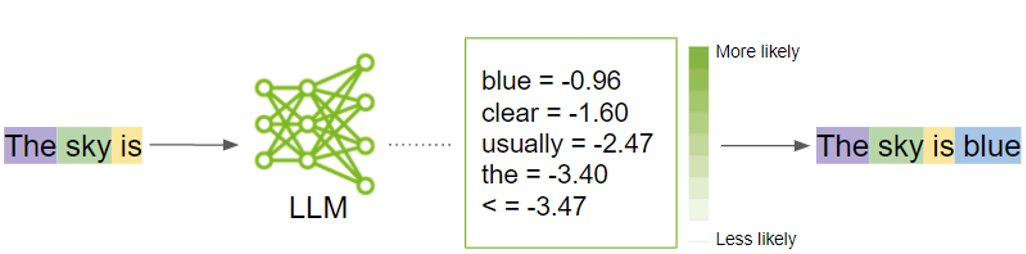 The sky is
LLM
blue = -0.96
clear = -1.60
usually = -2.47
the = -3.40
< = -3.47
More likely
Less likely
The sky is blue